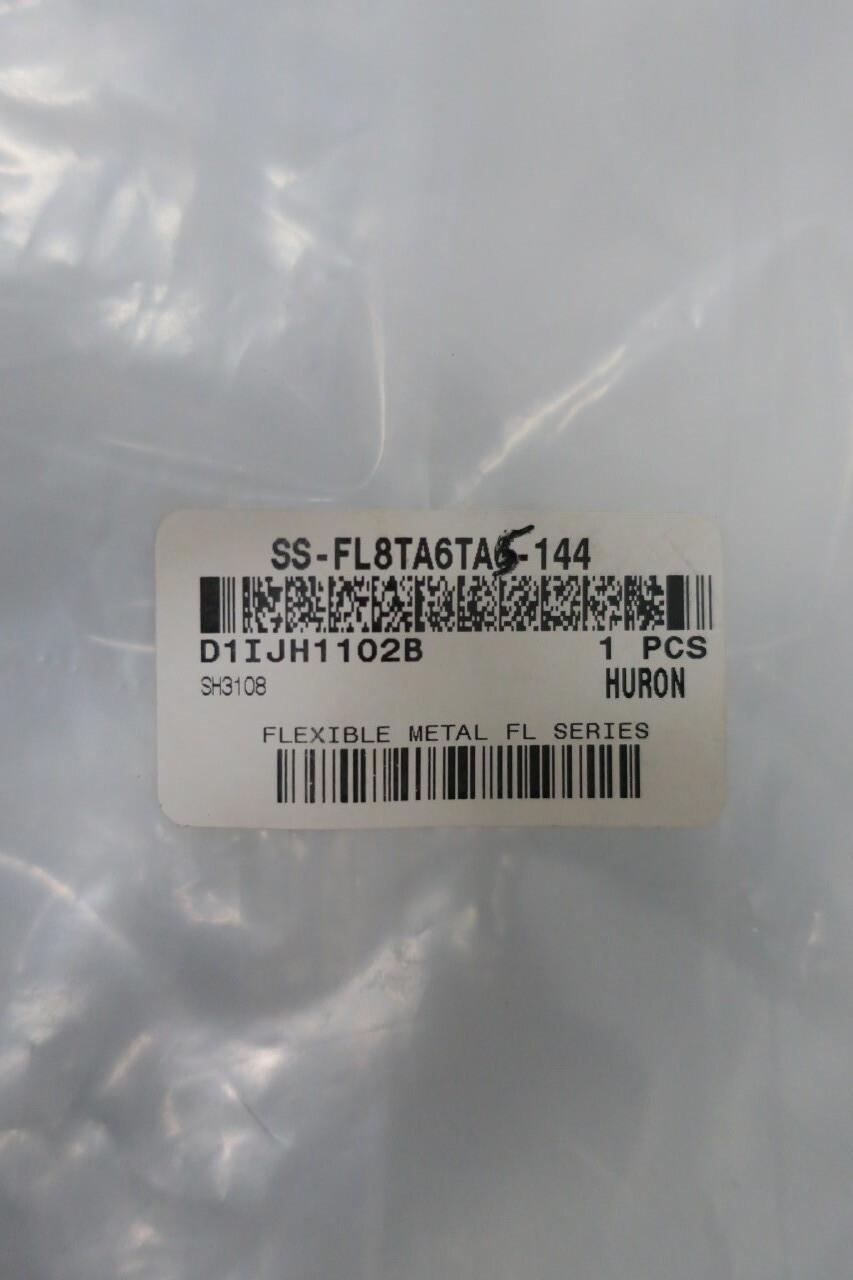 SS-FL8TA6TA5-144
D1IJH1102B 1 PCS
SH3108 HURON
FLEXIBLE METAL FL SERIES